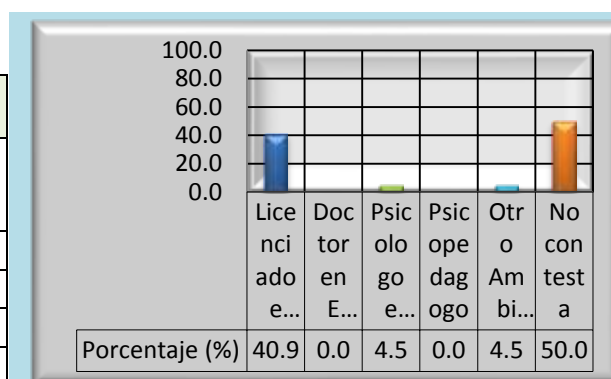 100.0
80.0
60.0
40.0
20.0
0.0
Lice Doc Psic Psic Otr No
nci tor olo ope o con
ado en go dag Am test
e... E... e... ogo bi... a
Porcentaje (%) 40.9 0.0 4.5 0.0 4.5 50.0